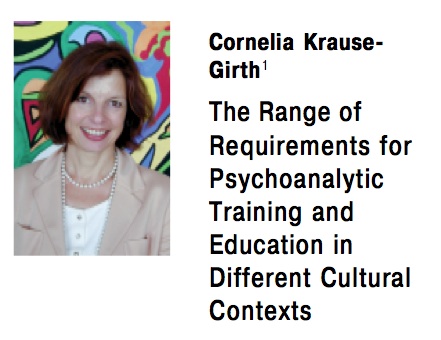 Cornelia Krause-
Girth¹
The Range of
Requirements for
Psychoanalytic
Training and
Education in
Different Cultural
Contexts